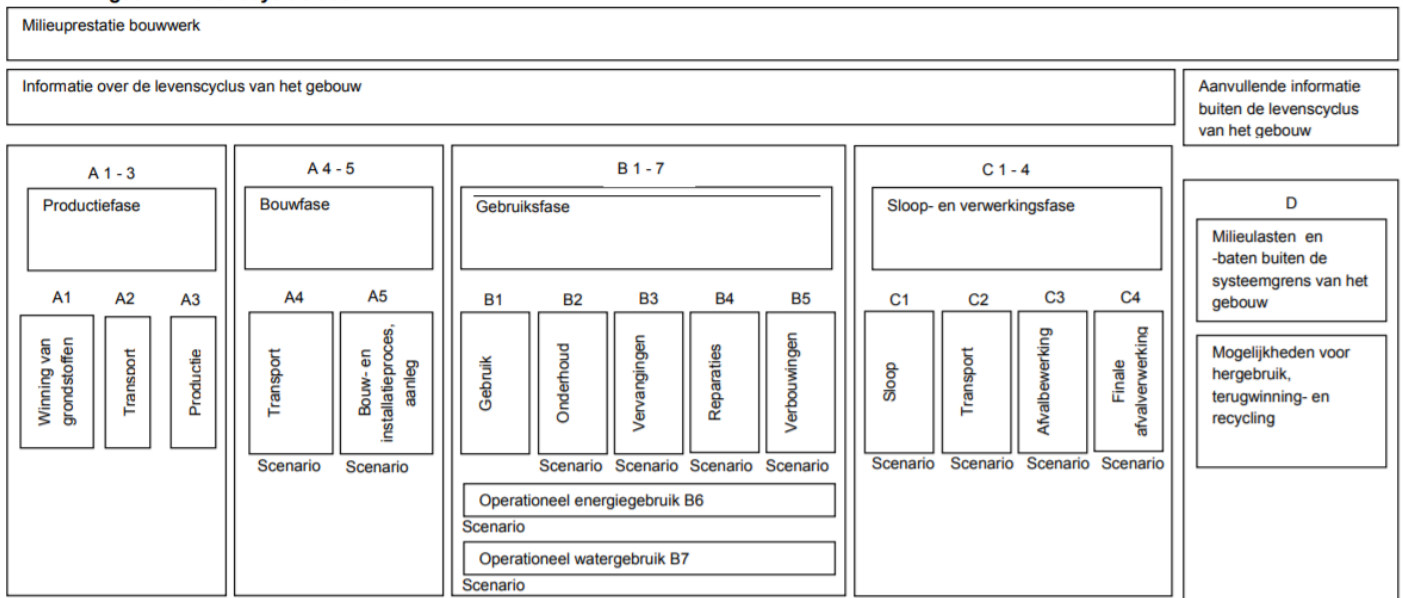 Milieuprestatie bouwwerk
Informatie over de levenscyclus van het gebouw
Aanvullende informatie
buiten de levenscyclus
van het gebouw
A 1 - 3
Productiefase
A1
A2
A3
Winning van
grondstoffen
Transport
Productie
A 4 - 5
Bouwfase
A4
A5
Transport
Bouw- en
installatieproces,
aanleg
Scenario
Scenario
B 1 - 7
Gebruiksfase
B1
B2
B3
B4
B5
Gebruik
Onderhoud
Vervangingen
Reparaties
Verbouwingen
Scenario
Scenario
Scenario
Scenario
Operationeel energiegebruik B6
Scenario
Operationeel watergebruik B7
Scenario
C 1 - 4
Sloop- en verwerkingsfase
C1
C2
C3
C4
Sloop
Transport
Afvalbewerking
Finale
afvalverwerking
Scenario
Scenario
Scenario
Scenario
D
Milieulasten en
-baten buiten de
systeemgrens van het
gebouw
Mogelijkheden voor
hergebruik,
terugwinning- en
recycling